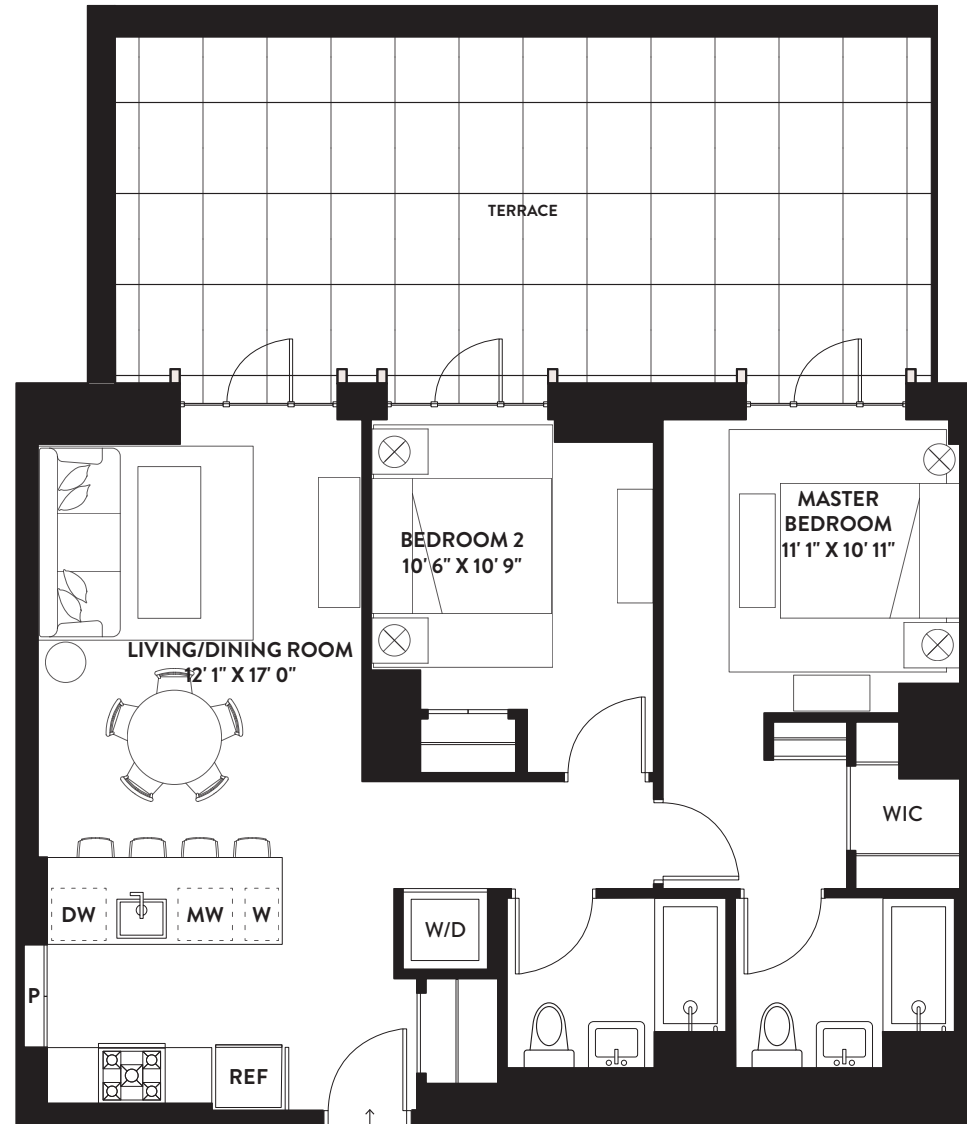 TERRACE
BEDROOM 2
10' 6" X 10' 9"
MASTER
BEDROOM
11' 1" X 10' 11"
LIVING/DINING ROOM
12' 1" X 17' 0"
WIC
DW
MW
W
W/D
P
REF